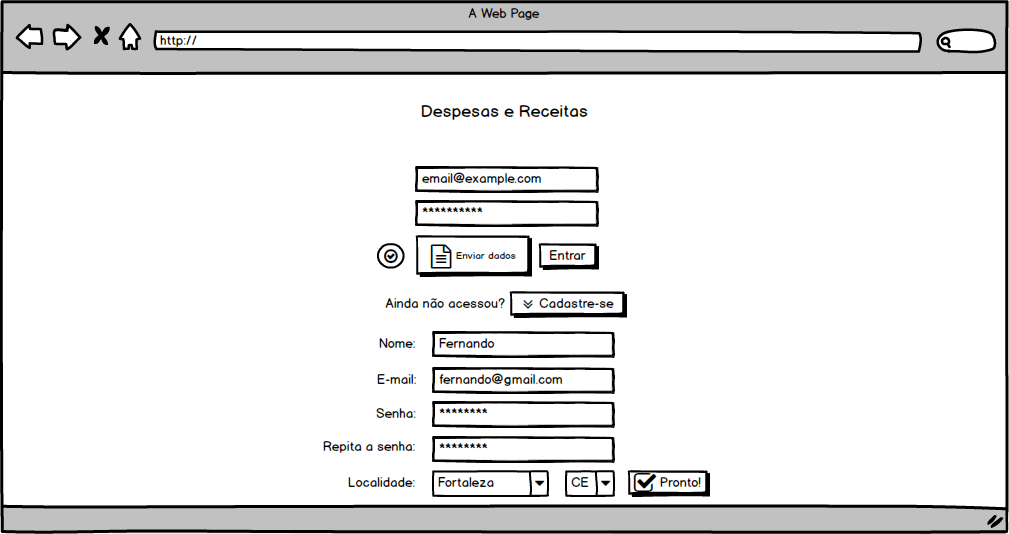 A Web Page
http://
Despesas e Receitas
email@example.com
**********
Enviar dados Entrar
Ainda não acessou? Cadastre-se
Nome: Fernando
E-mail: fernando@gmail.com
Senha: ********
Repita a senha: ********
Localidade: Fortaleza CE Pronto!